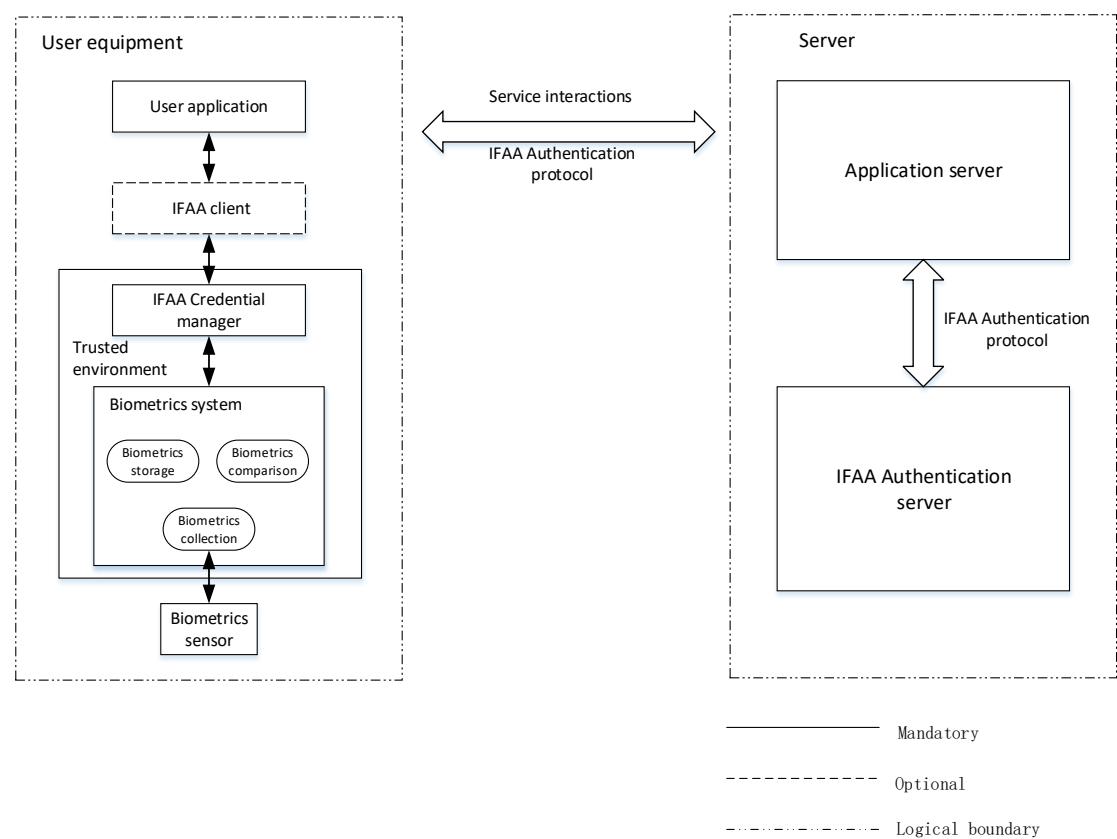 User equipment
User application
IFAA client
IFAA Credential
manager
Trusted
environment
Biometrics system
Biometrics
storage
Biometrics
comparison
Biometrics
collection
Biometrics
sensor
Service interactions
IFAA Authentication
protocol
Server
Application server
IFAA Authentication
protocol
IFAA Authentication
server
Mandatory
Optional
Logical boundary